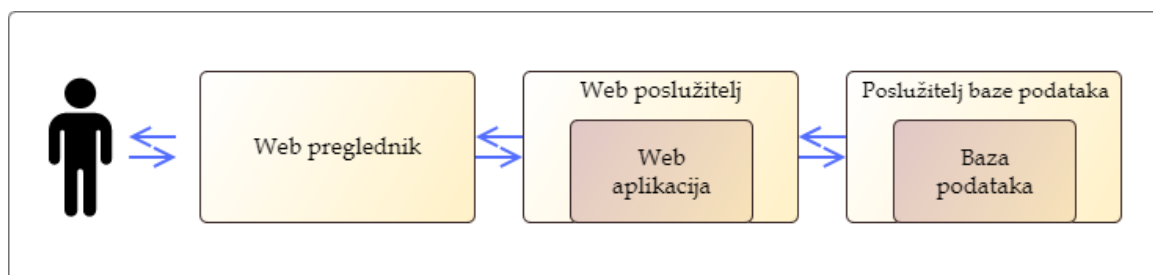 Web preglednik
Web poslužitelj
Web
aplikacija
Poslužitelj baze podataka
Baza
podataka